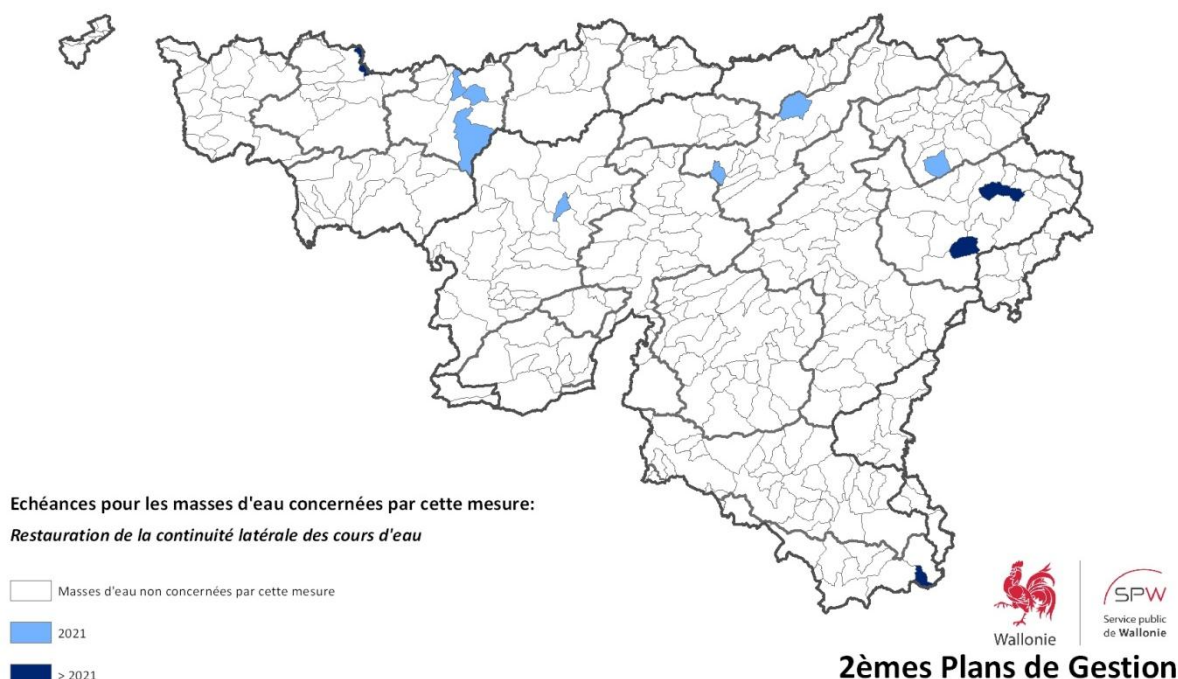 Echéances pour les masses d'eau concernées par cette mesure:
Restauration de la continuité latérale des cours d'eau
Masses d'eau non concernées par cette mesure
2021
> 2021
Wallonie
SPW
Service public
de Wallonie
2èmes Plans de Gestion